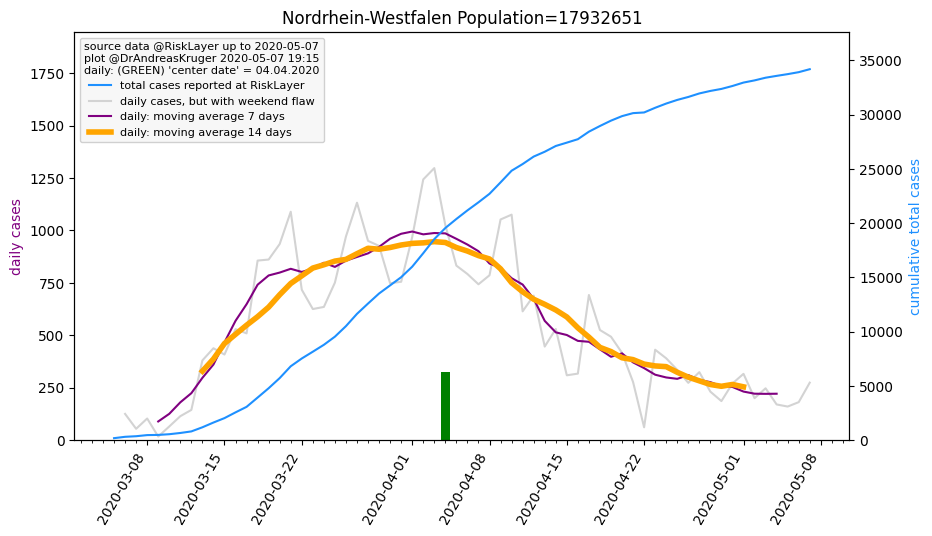 Nordrhein-Westfalen Population=17932651
source data @RiskLayer up to 2020-05-07
plot @DrAndreasKruger 2020-05-07 19:15
daily: (GREEN) 'center date' = 04.04.2020
total cases reported at RiskLayer
daily cases, but with weekend flaw
daily: moving average 7 days
daily: moving average 14 days
daily cases
1750
1500
1250
1000
750
500
250
0
35000
30000
25000
20000
15000
10000
5000
0
cumulative total cases
2020-03-08
2020-03-15
2020-03-22
2020-04-01
2020-04-08
2020-04-15
2020-04-22
2020-05-01
2020-05-08